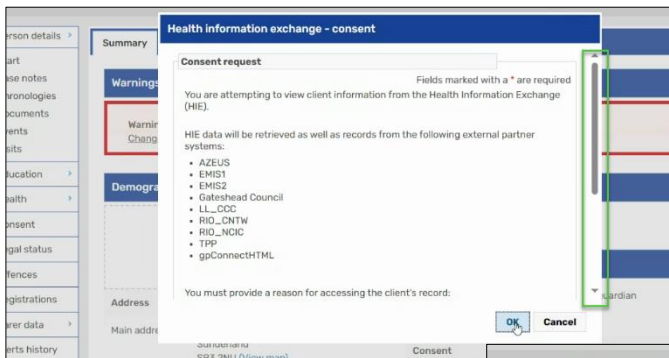 Health information exchange - consent
Consent request
Fields marked with a * are required
You are attempting to view client information from the Health Information Exchange
(HIE).
HIE data will be retrieved as well as records from the following external partner
systems:
• AZEUS
• EMIS1
• EMIS2
• Gateshead Council
• LL_CCC
• RIO_CNTW
• RIO_NCIC
• TPP
• gpConnectHTML
You must provide a reason for accessing the client's record:
OK Cancel
erson details
art
ase notes
hronologies
ocuments
vents
sits
ducation
ealth
onsent
egal status
ffences
egistrations
arer data
erts history
Summary
Warnings
Warnin
Chang
Demogra
Address
Main addre
Sunderland
SR3 2NU (View map)
Consent
uardian